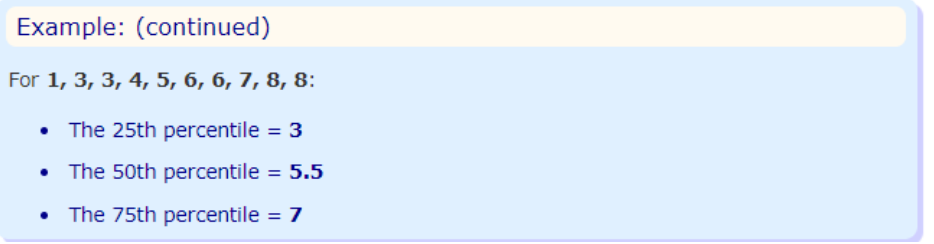 Example: (continued)
For 1, 3, 3, 4, 5, 6, 6, 7, 8, 8:
• The 25th percentile = 3
• The 50th percentile = 5.5
• The 75th percentile = 7